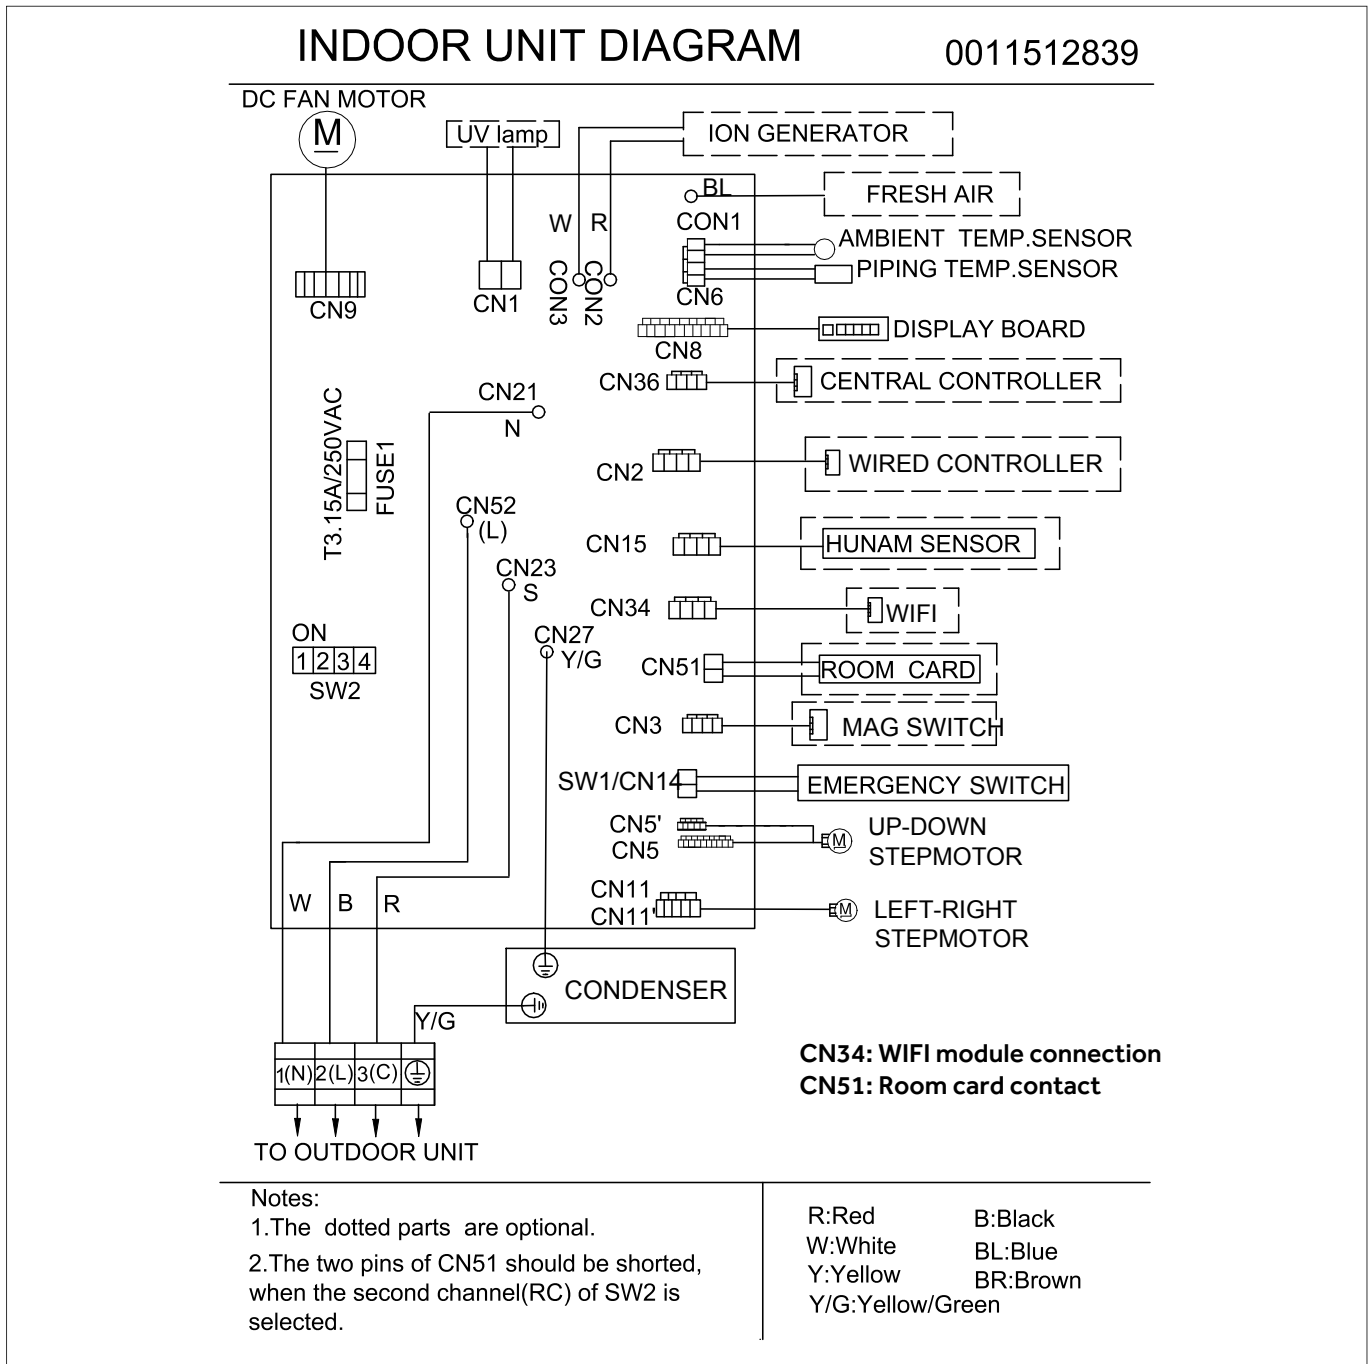 INDOOR UNIT DIAGRAM 0011512839
DC FAN MOTOR
M
UV lamp
ION GENERATOR
BL
FRESH AIR
W R
CON1
AMBIENT TEMP.SENSOR
PIPING TEMP.SENSOR
CN9
CN1
CON3
CON2
CN6
DISPLAY BOARD
CN8
CN36
CENTRAL CONTROLLER
CN21
N
T3.15A/250VAC
FUSE1
CN2
WIRED CONTROLLER
CN52
(L)
CN15
HUNAM SENSOR
CN23
S
CN34
WIFI
ON
1 2 3 4
SW2
CN27
Y/G
CN51
ROOM CARD
CN3
MAG SWITCH
SW1/CN14
EMERGENCY SWITCH
CN5'
CN5
M
UP-DOWN
STEPMOTOR
CN11
CN11'
M
LEFT-RIGHT
STEPMOTOR
W B R
CONDENSER
Y/G
1(N) 2(L) 3(C)
TO OUTDOOR UNIT
CN34: WIFI module connection
CN51: Room card contact
Notes:
1.The dotted parts are optional.
2.The two pins of CN51 should be shorted,
when the second channel(RC) of SW2 is
selected.
R:Red B:Black
W:White BL:Blue
Y:Yellow BR:Brown
Y/G:Yellow/Green